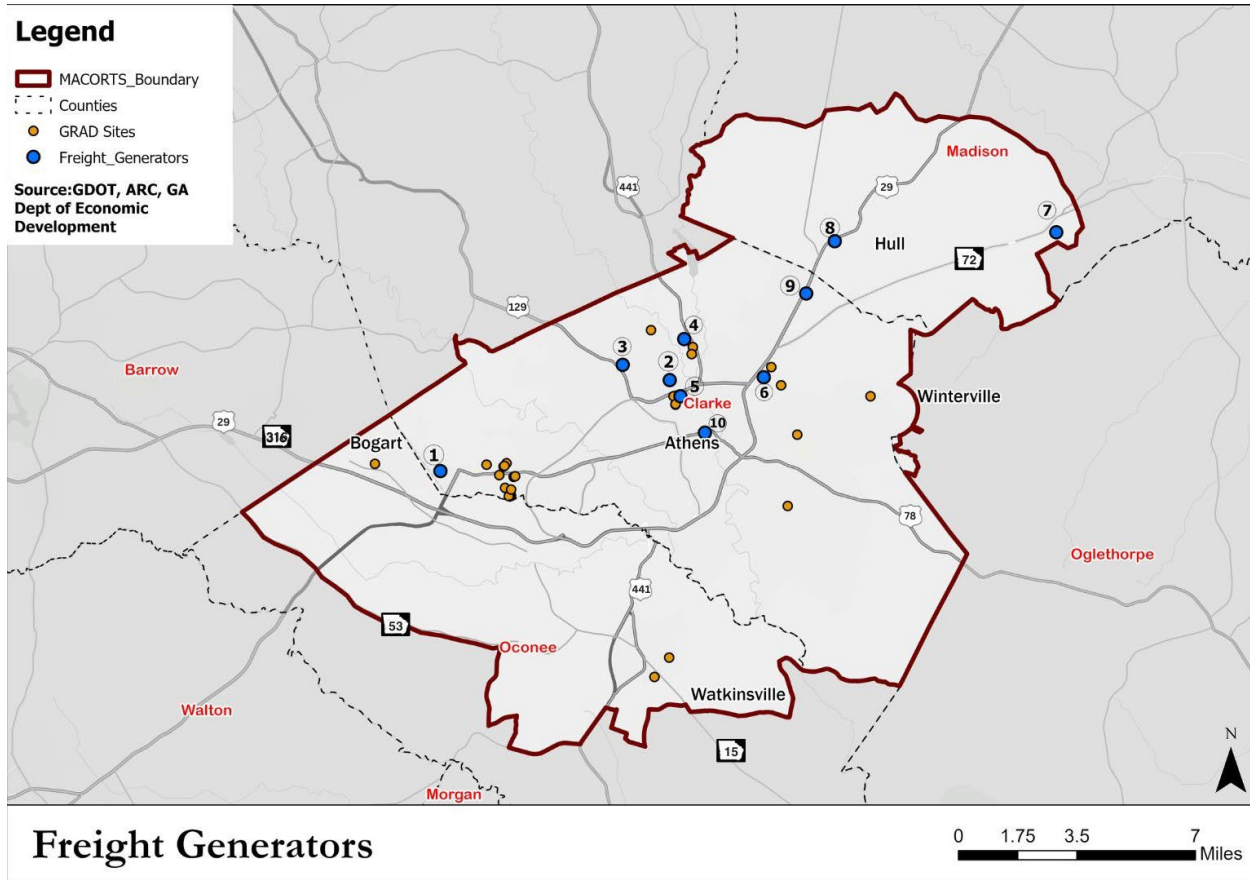 Legend
MACORTS_Boundary
Counties
GRAD Sites
Freight_Generators
Source:GDOT, ARC, GA
Dept of Economic
Development
Madison
441
29
7
8
Hull
72
9
129
4
3
2
6
5
Clarke
Barrow
Winterville
29
316
10
Bogart
Athens
1
78
Oglethorpe
441
53
Oconee
Watkinsville
Walton
15
N
Morgan
Freight Generators
0 1.75 3.5 7
Miles